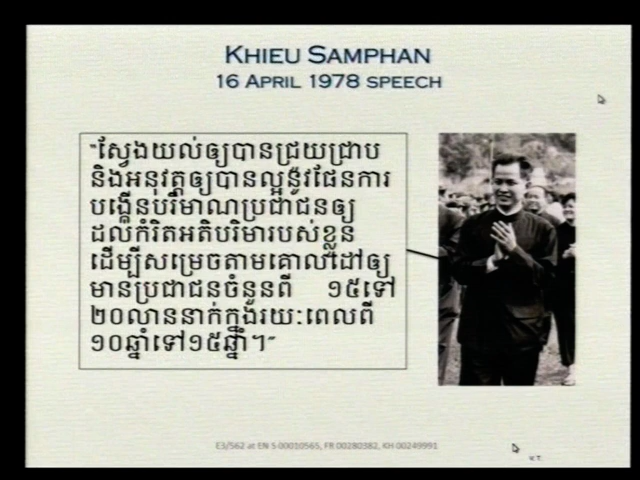 KHIEU SAMPHAN
16 APRIL 1978 SPEECH
"ស្វែងយល់ឲ្យបានជ្រួយជ្រាប
និងអនុវត្តឲ្យបានល្អនូវផែនការ
បង្កើនបរិមាណប្រជាជនឲ្យ
ដល់កំរិតអតិបរិមារបស់ខ្លួន
ដើម្បីសម្រេចតាមគោលដៅឲ្យ
មានប្រជាជនចំនួនពី ១៥ទៅ
២០លាននាក់ក្នុងរយៈពេលពី
១០ឆ្នាំទៅ១៥ឆ្នាំ។"
E3/562 at EN S 00010565, FR 00280382, KH 00249991
V.T.